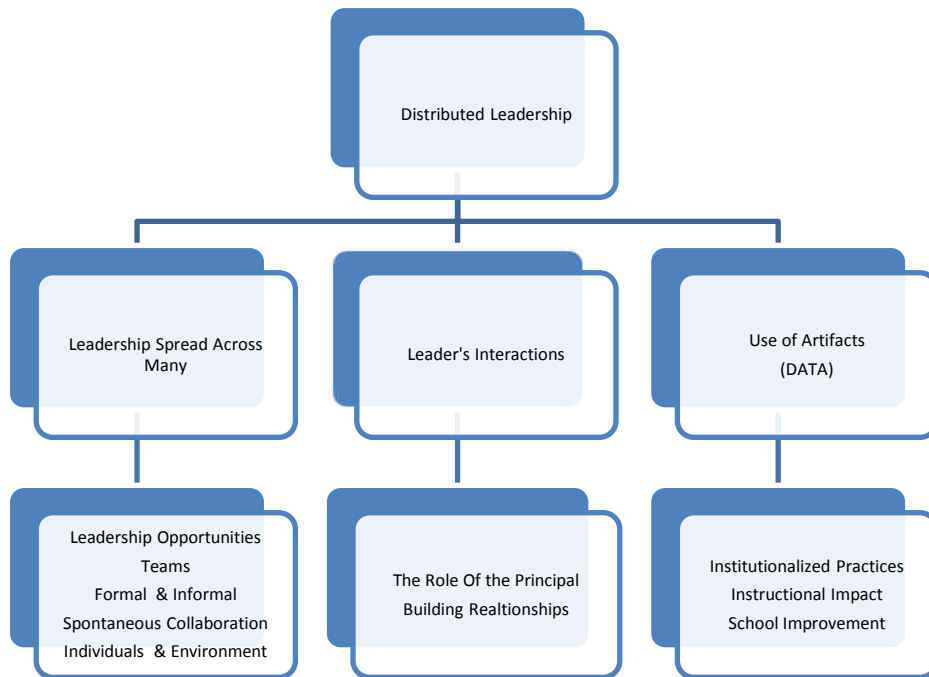 Distributed Leadership
Leadership Spread Across
Many
Leader's Interactions
Use of Artifacts
(DATA)
Leadership Opportunities
Teams
Formal & Informal
Spontaneous Collaboration
Individuals & Environment
The Role Of the Principal
Building Realtionships
Institutionalized Practices
Instructional Impact
School Improvement